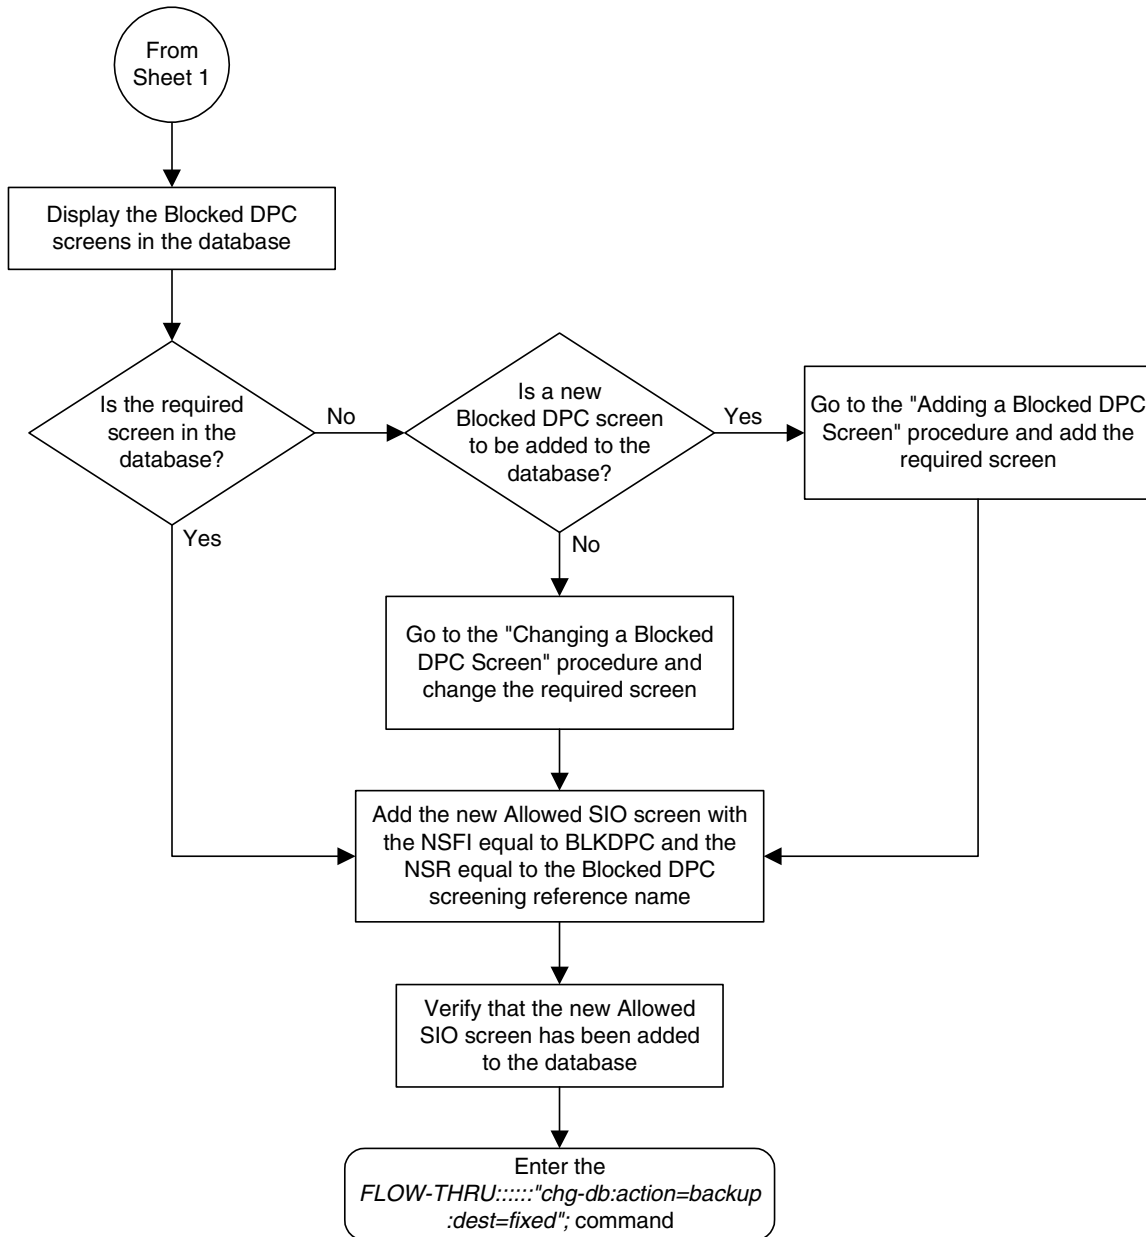 From
Sheet 1
Display the Blocked DPC
screens in the database
Is the required
screen in the
database?
No
Yes
Is a new
Blocked DPC screen
to be added to the
database?
Yes
No
Go to the "Adding a Blocked DPC
Screen" procedure and add the
required screen
Go to the "Changing a Blocked
DPC Screen" procedure and
change the required screen
Add the new Allowed SIO screen with
the NSFI equal to BLKDPC and the
NSR equal to the Blocked DPC
screening reference name
Verify that the new Allowed
SIO screen has been added
to the database
Enter the
FLOW-THRU::::::"chg-db:action=backup
:dest=fixed"; command